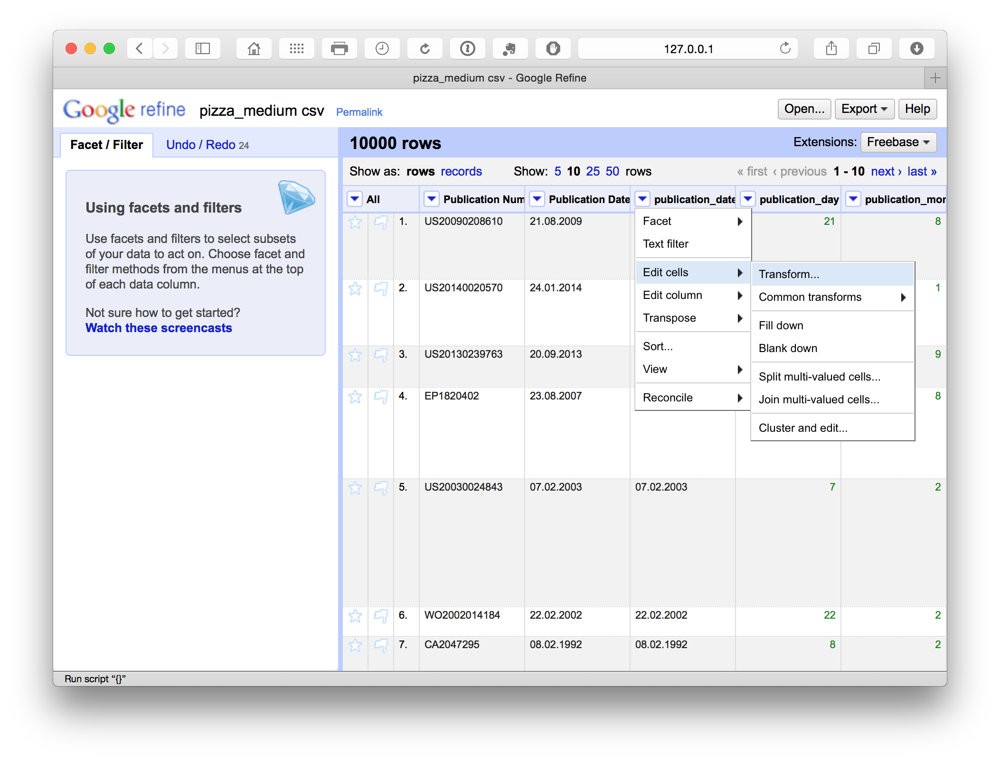 127.0.0.1
pizza_medium csv - Google Refine
Google refine pizza_medium csv Permalink Open... Export Help
Facet / Filter Undo / Redo 24
10000 rows Extensions: Freebase
Show as: rows records Show: 5 10 25 50 rows « first ‹ previous 1 - 10 next › last »
Using facets and filters
Use facets and filters to select subsets
of your data to act on. Choose facet and
filter methods from the menus at the top
of each data column.
Not sure how to get started?
Watch these screencasts
All Publication Num Publication Date publication_date publication_day publication_mon
1. US20090208610 21.08.2009 21 8
2. US20140020570 24.01.2014 1
3. US20130239763 20.09.2013 9
4. EP1820402 23.08.2007 8
5. US20030024843 07.02.2003 07.02.2003 7 2
6. WO2002014184 22.02.2002 22.02.2002 22 2
7. CA2047295 08.02.1992 08.02.1992 8 2
Facet
Text filter
Edit cells
Edit column
Transpose
Sort...
View
Reconcile
Transform...
Common transforms
Fill down
Blank down
Split multi-valued cells...
Join multi-valued cells...
Cluster and edit...
Run script “{}”